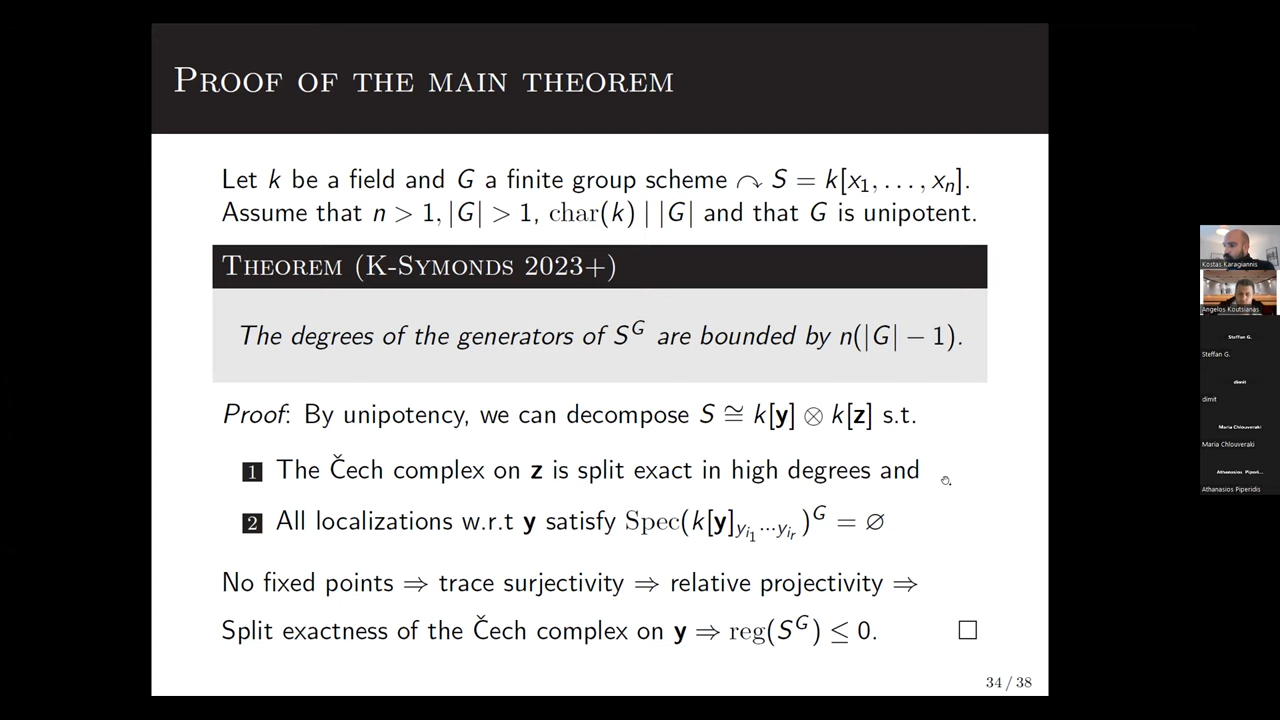 PROOF OF THE MAIN THEOREM
Let k be a field and G a finite group scheme ↷ S = k[x₁, …, xₙ].
Assume that n > 1, |G| > 1, char(k) | |G| and that G is unipotent.
THEOREM (K-SYMONDS 2023+)
The degrees of the generators of S^G are bounded by n(|G| − 1).
Proof: By unipotency, we can decompose S ≅ k[y] ⊗ k[z] s.t.
1 The Čech complex on z is split exact in high degrees and
2 All localizations w.r.t y satisfy Spec(k[y]_{y_{i_1}⋯y_{i_r}})^G = ∅
No fixed points ⇒ trace surjectivity ⇒ relative projectivity ⇒
Split exactness of the Čech complex on y ⇒ reg(S^G) ≤ 0. □
34 / 38
Kostas Karagiannis
Angelos Koutsianas
Steffan G.
Steffan G.
dimit
dimit
Maria Chlouveraki
Maria Chlouveraki
Athanasios Piperi...
Athanasios Piperidis